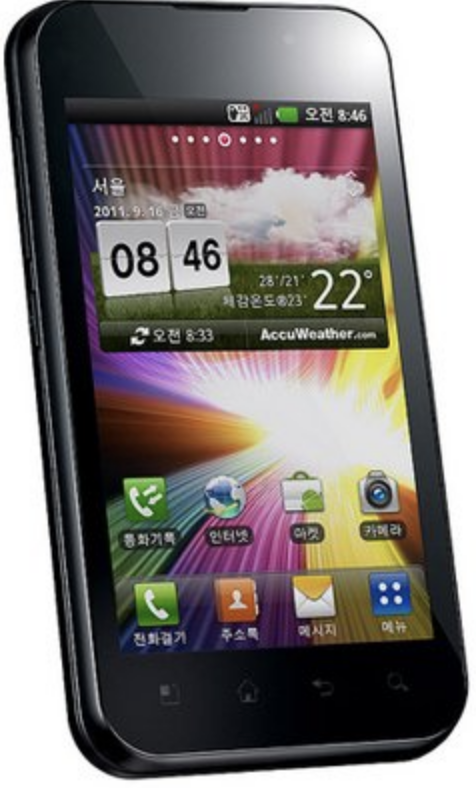 오전 8:46
서울
2011. 9. 16 금 오전
08 46
28°/21°
체감온도®23° 22°
오전 8:33 AccuWeather.com
통화기록 인터넷 마켓 카메라
전화걸기 주소록 메시지 메뉴